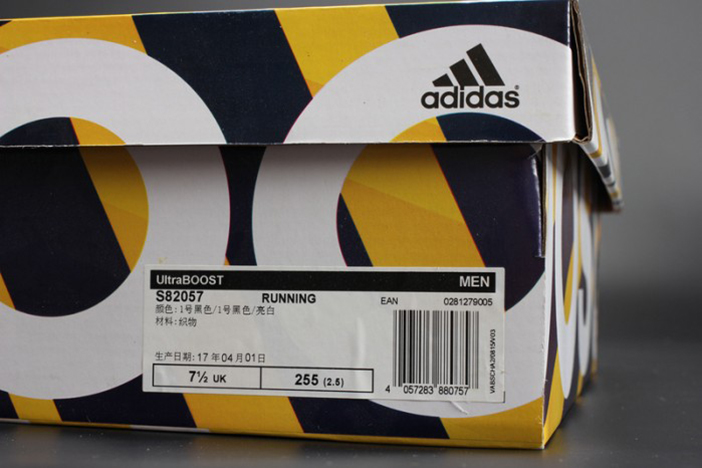 adidas
UltraBOOST MEN
S82057 RUNNING EAN 0281279005
颜色:1号黑色/1号黑色/亮白
材料:织物
生产日期:17年04月01日
7½ UK 255 (2.5)
4 057283 880757